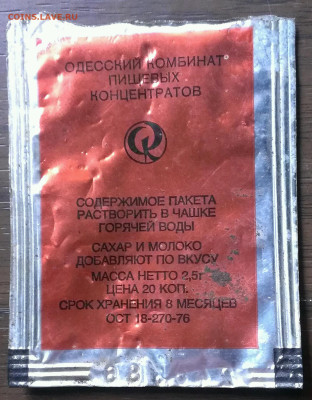 COINS.LAVE.RU
ОДЕССКИЙ КОМБИНАТ
ПИЩЕВЫХ
КОНЦЕНТРАТОВ
СОДЕРЖИМОЕ ПАКЕТА
РАСТВОРИТЬ В ЧАШКЕ
ГОРЯЧЕЙ ВОДЫ
САХАР И МОЛОКО
ДОБАВЛЯЮТ ПО ВКУСУ
МАССА НЕТТО 2,5г
ЦЕНА 20 КОП.
СРОК ХРАНЕНИЯ 8 МЕСЯЦЕВ
ОСТ 18-270-76